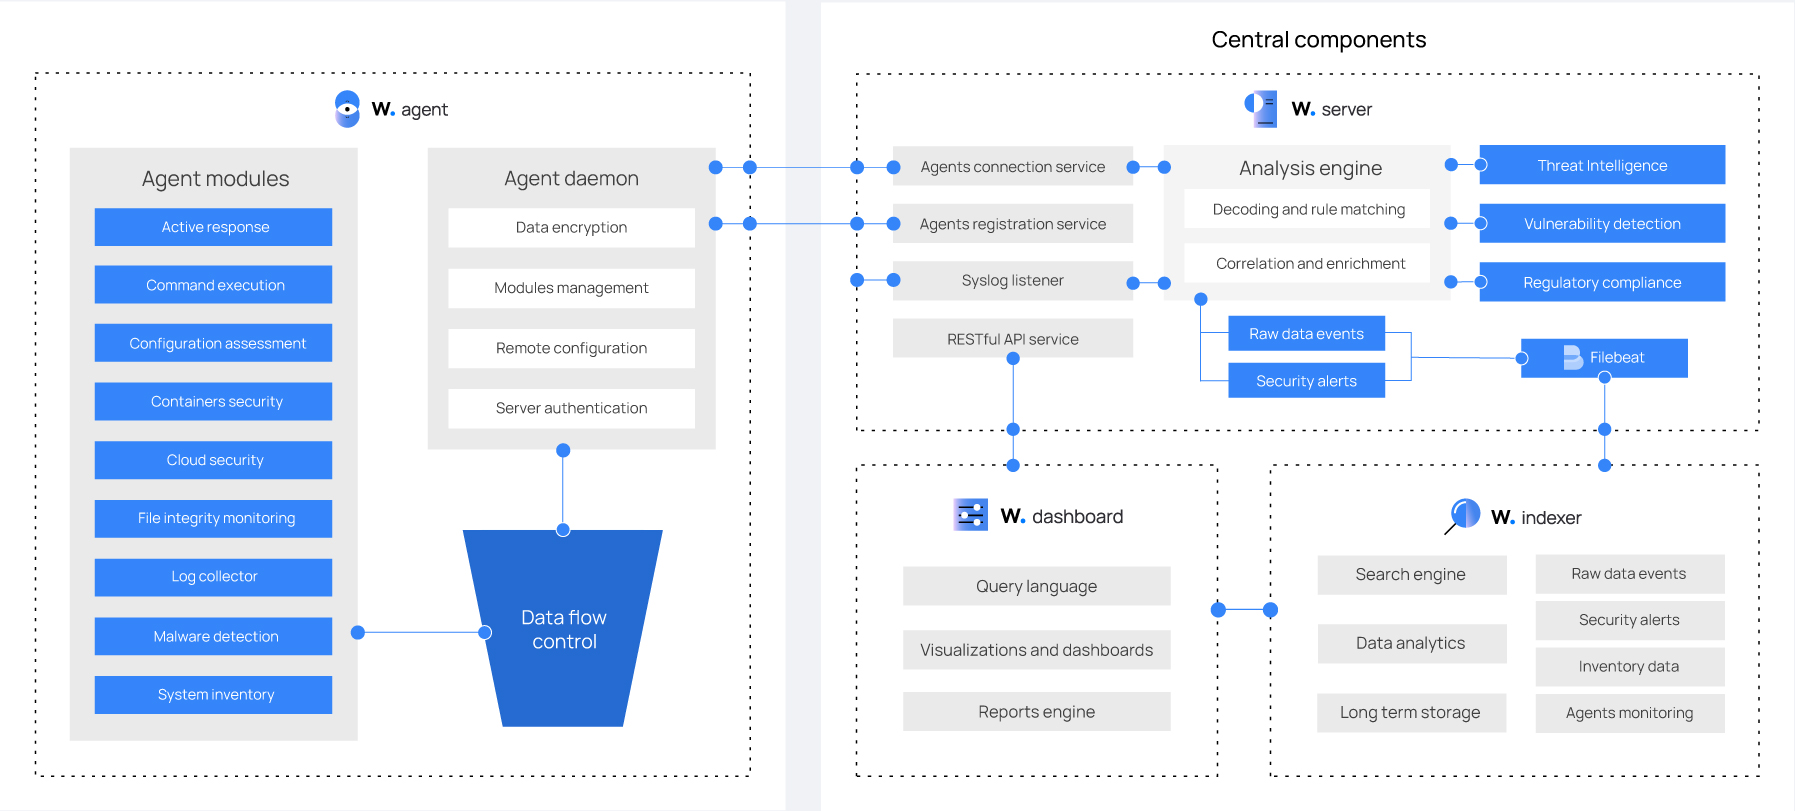 W. agent
Agent modules
Active response
Command execution
Configuration assessment
Containers security
Cloud security
File integrity monitoring
Log collector
Malware detection
System inventory
Agent daemon
Data encryption
Modules management
Remote configuration
Server authentication
Data flow
control
Central components
W. server
Agents connection service
Agents registration service
Syslog listener
RESTful API service
Analysis engine
Decoding and rule matching
Correlation and enrichment
Threat Intelligence
Vulnerability detection
Regulatory compliance
Raw data events
Security alerts
Filebeat
W. dashboard
Query language
Visualizations and dashboards
Reports engine
W. indexer
Search engine
Data analytics
Long term storage
Raw data events
Security alerts
Inventory data
Agents monitoring